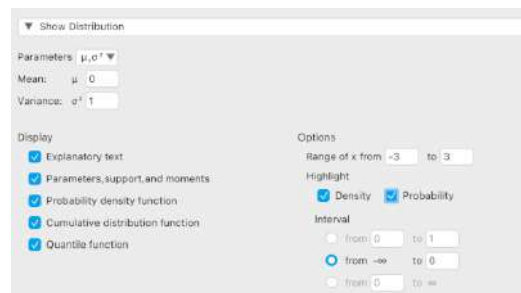 ▼ Show Distribution
Parameters μ,σ² ▼
Mean: μ 0
Variance: σ² 1
Display
Explanatory text
Parameters,support,and moments
Probability density function
Cumulative distribution function
Quantile function
Options
Range of x from -3 to 3
Highlight
Density Probability
Interval
from 0 to 1
from -∞ to 0
from 0 to ∞